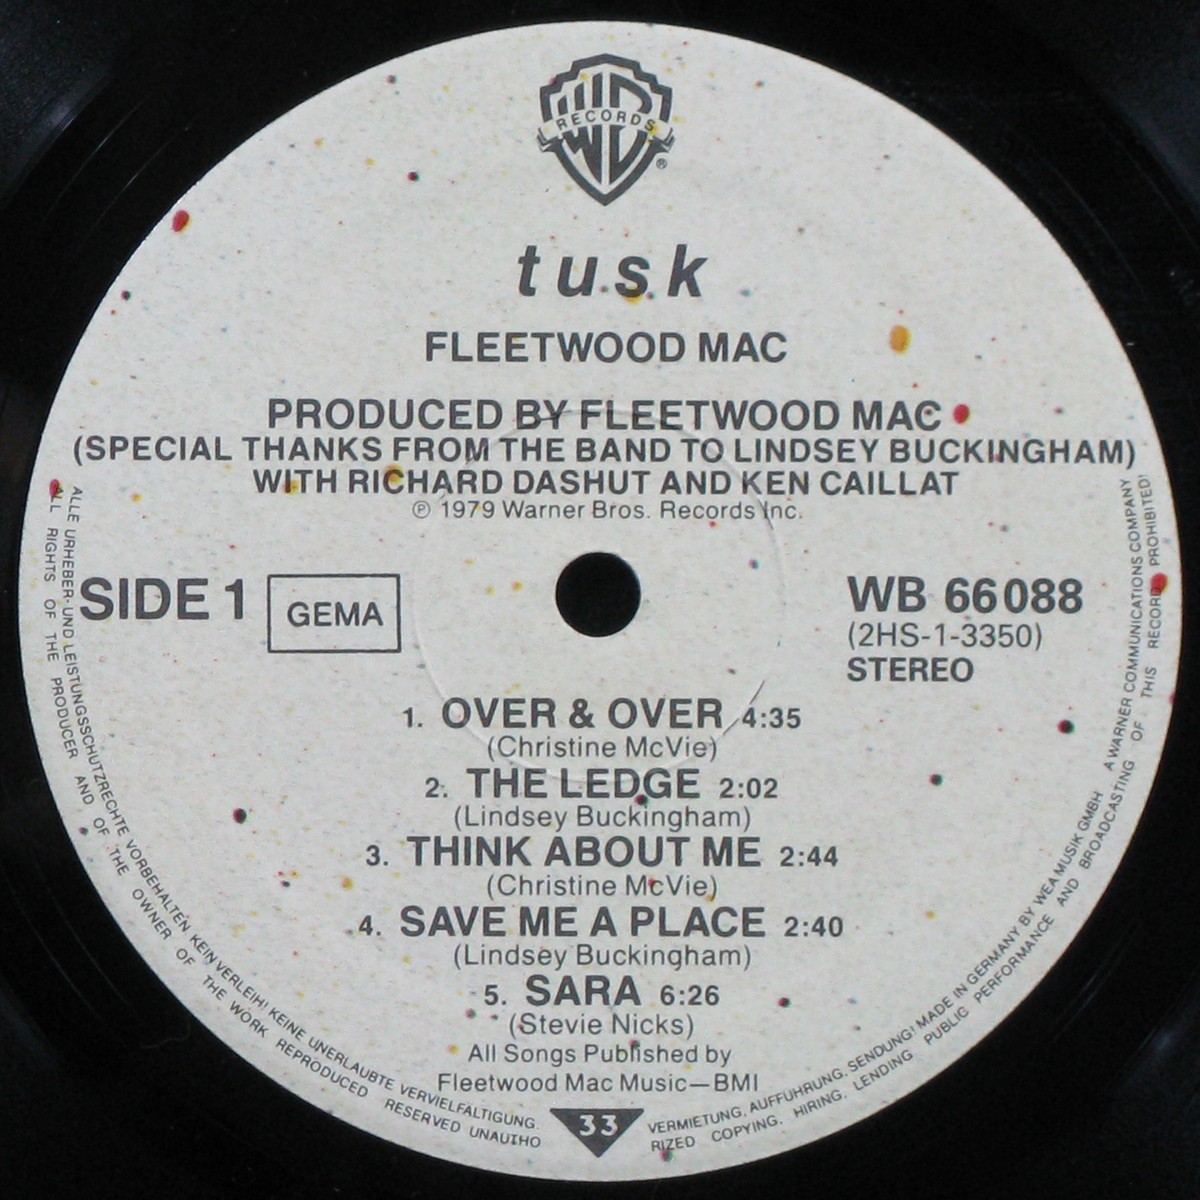 WB RECORDS ®
tusk
FLEETWOOD MAC
PRODUCED BY FLEETWOOD MAC
(SPECIAL THANKS FROM THE BAND TO LINDSEY BUCKINGHAM)
WITH RICHARD DASHUT AND KEN CAILLAT
℗ 1979 Warner Bros. Records Inc.
SIDE 1
GEMA
WB 66088
(2HS-1-3350)
STEREO
1. OVER & OVER 4:35
(Christine McVie)
2. THE LEDGE 2:02
(Lindsey Buckingham)
3. THINK ABOUT ME 2:44
(Christine McVie)
4. SAVE ME A PLACE 2:40
(Lindsey Buckingham)
5. SARA 6:26
(Stevie Nicks)
All Songs Published by
Fleetwood Mac Music—BMI
33
ALLE URHEBER- UND LEISTUNGSSCHUTZRECHTE VORBEHALTEN KEIN VERLEIH! KEINE UNERLAUBTE VERVIELFÄLTIGUNG. VERMIETUNG, AUFFÜHRUNG, SENDUNG! MADE IN GERMANY BY WEA MUSIK GMBH A WARNER COMMUNICATIONS COMPANY
ALL RIGHTS OF THE PRODUCER AND OF THE OWNER OF THE WORK REPRODUCED RESERVED UNAUTHORIZED COPYING, HIRING, LENDING PUBLIC PERFORMANCE AND BROADCASTING OF THIS RECORD PROHIBITED!